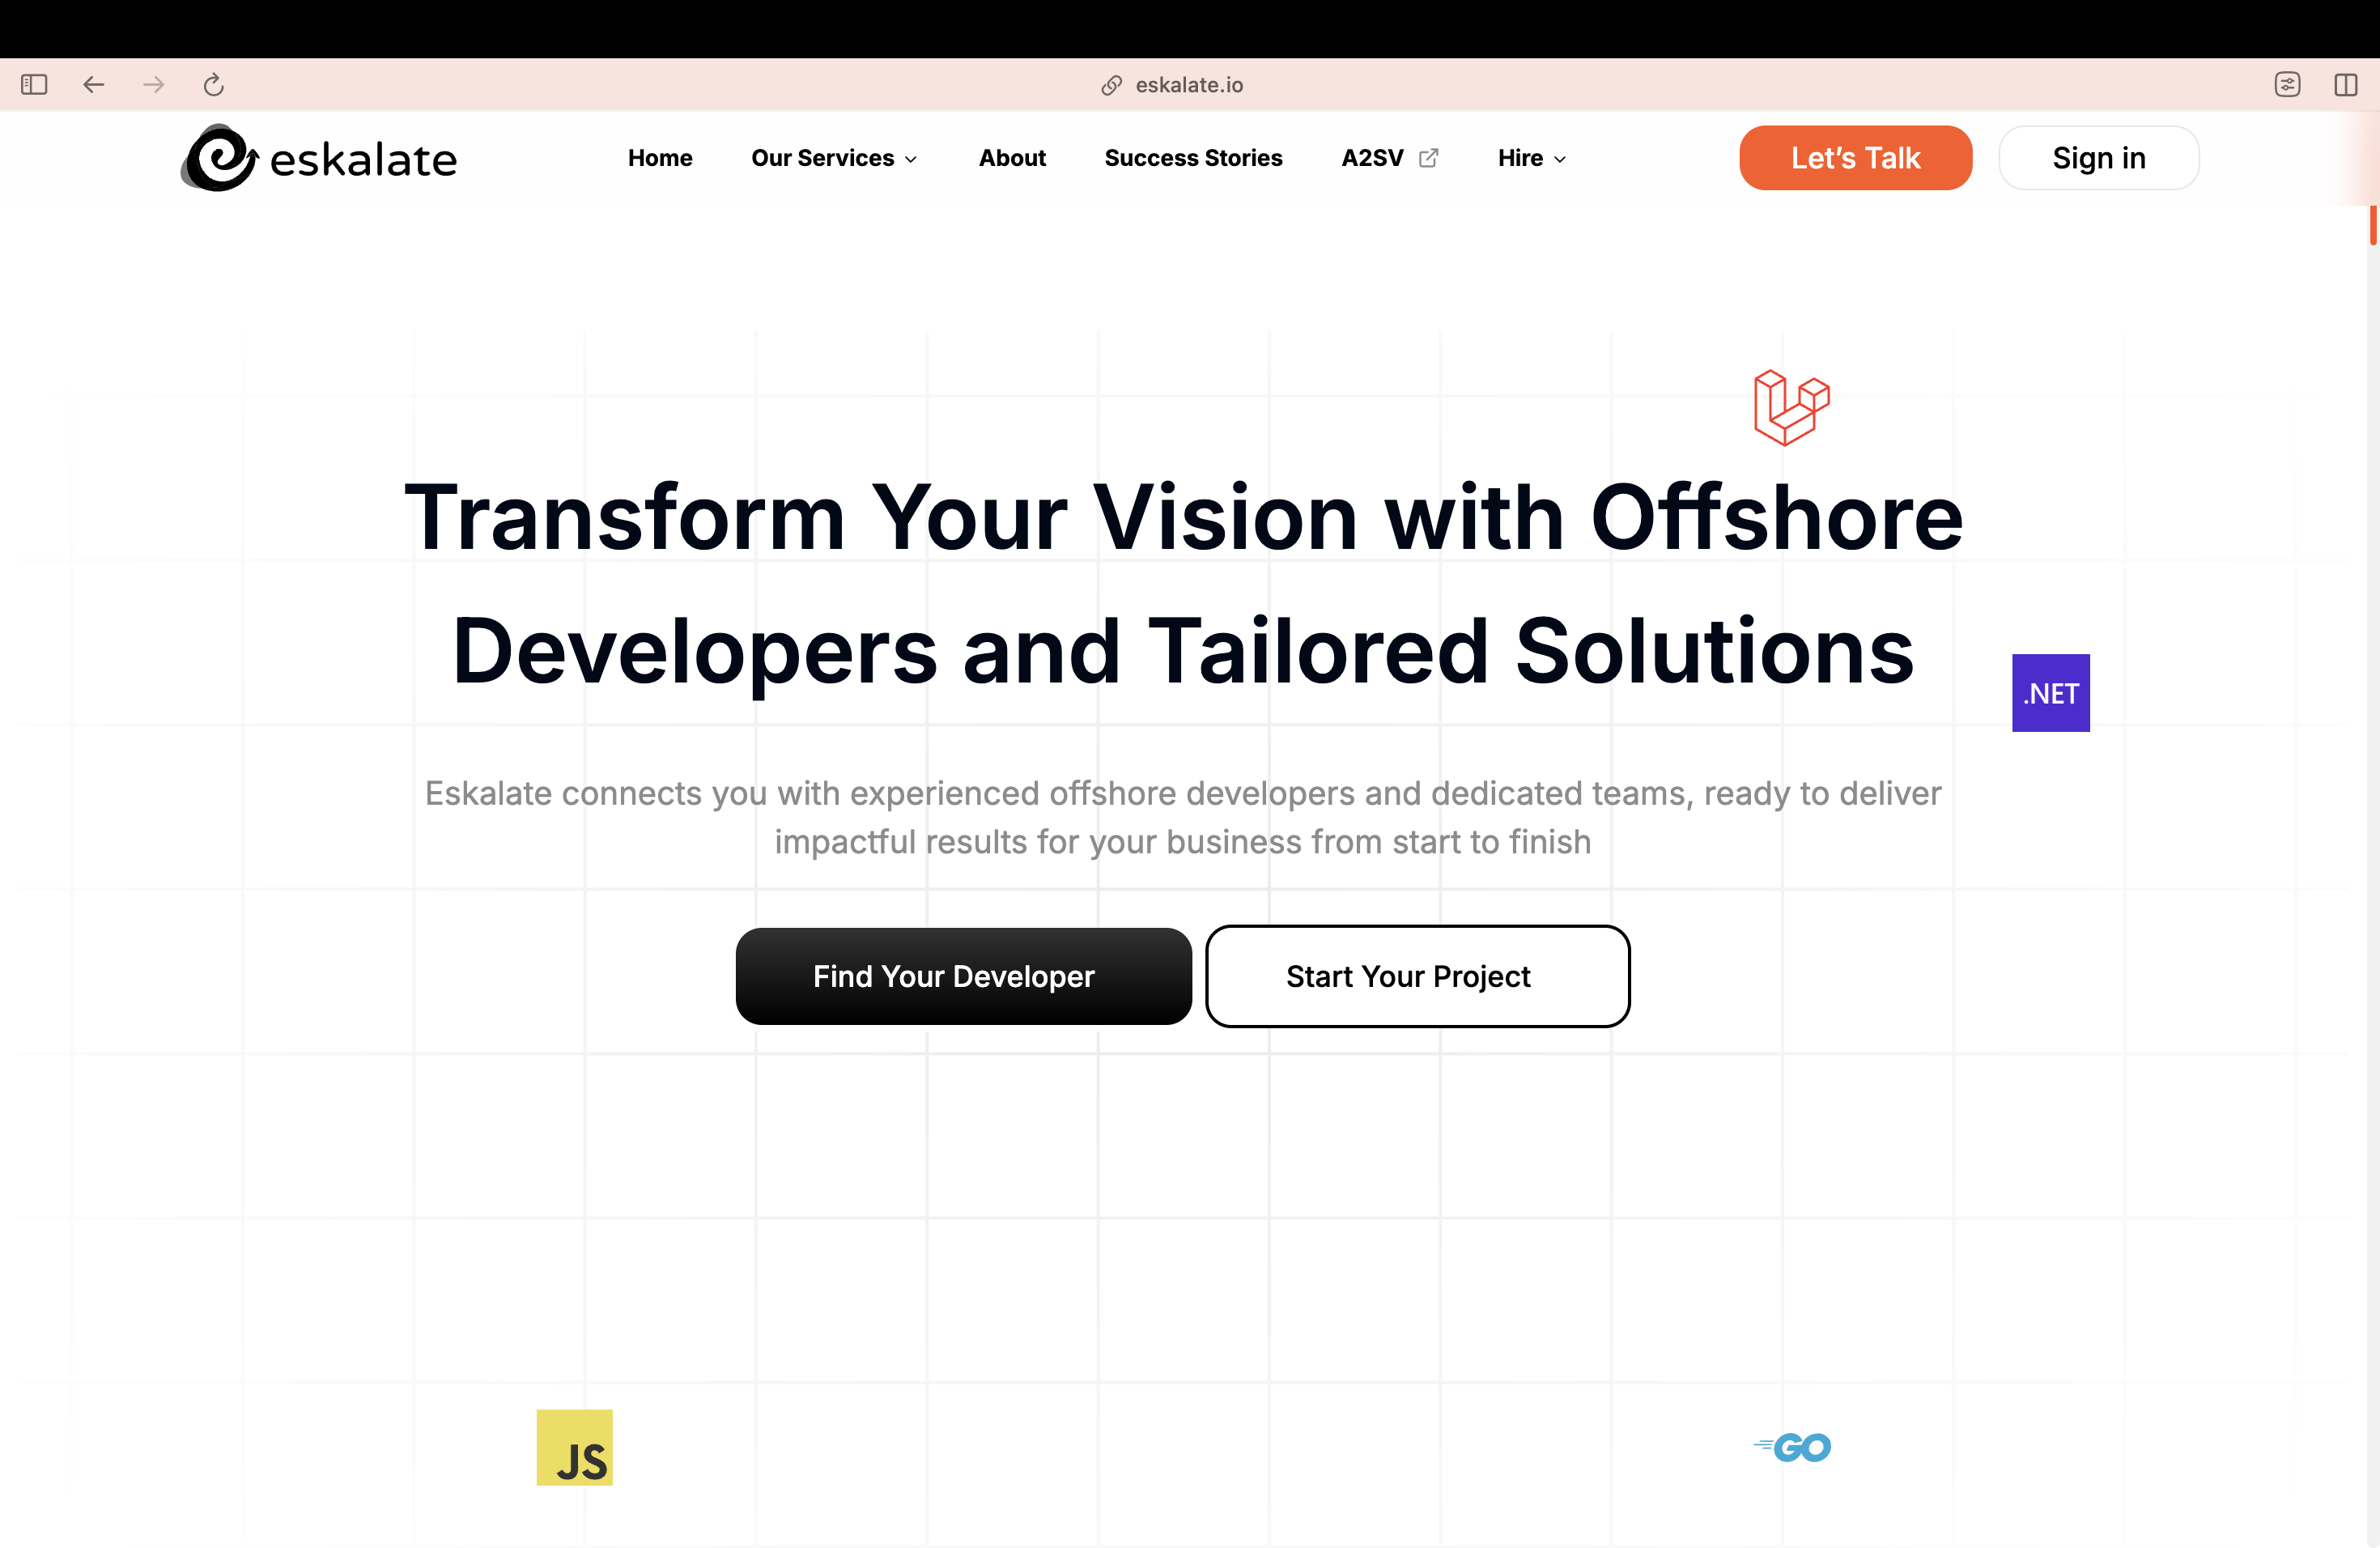 eskalate.io
eskalate
Home Our Services About Success Stories A2SV Hire Let’s Talk Sign in
Transform Your Vision with Offshore
Developers and Tailored Solutions
.NET
Eskalate connects you with experienced offshore developers and dedicated teams, ready to deliver
impactful results for your business from start to finish
Find Your Developer Start Your Project
JS
GO